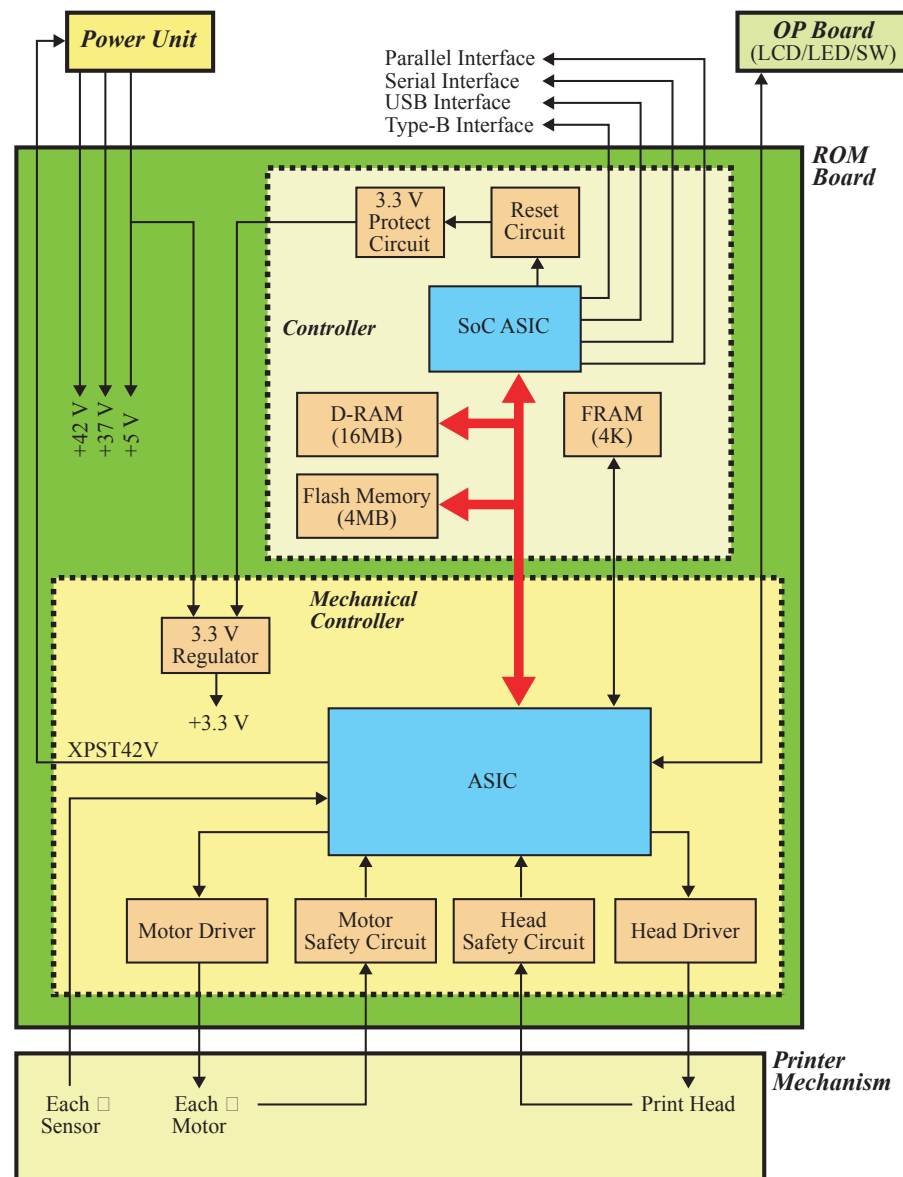 Power Unit
OP Board
(LCD/LED/SW)
Parallel Interface
Serial Interface
USB Interface
Type-B Interface
ROM
Board
3.3 V
Protect
Circuit
Reset
Circuit
Controller
SoC ASIC
D-RAM
(16MB)
FRAM
(4K)
+42 V
+37 V
+5 V
Flash Memory
(4MB)
Mechanical
Controller
3.3 V
Regulator
+3.3 V
XPST42V
ASIC
Motor Driver
Motor
Safety Circuit
Head
Safety Circuit
Head Driver
Printer
Mechanism
Each □
Sensor
Each □
Motor
Print Head